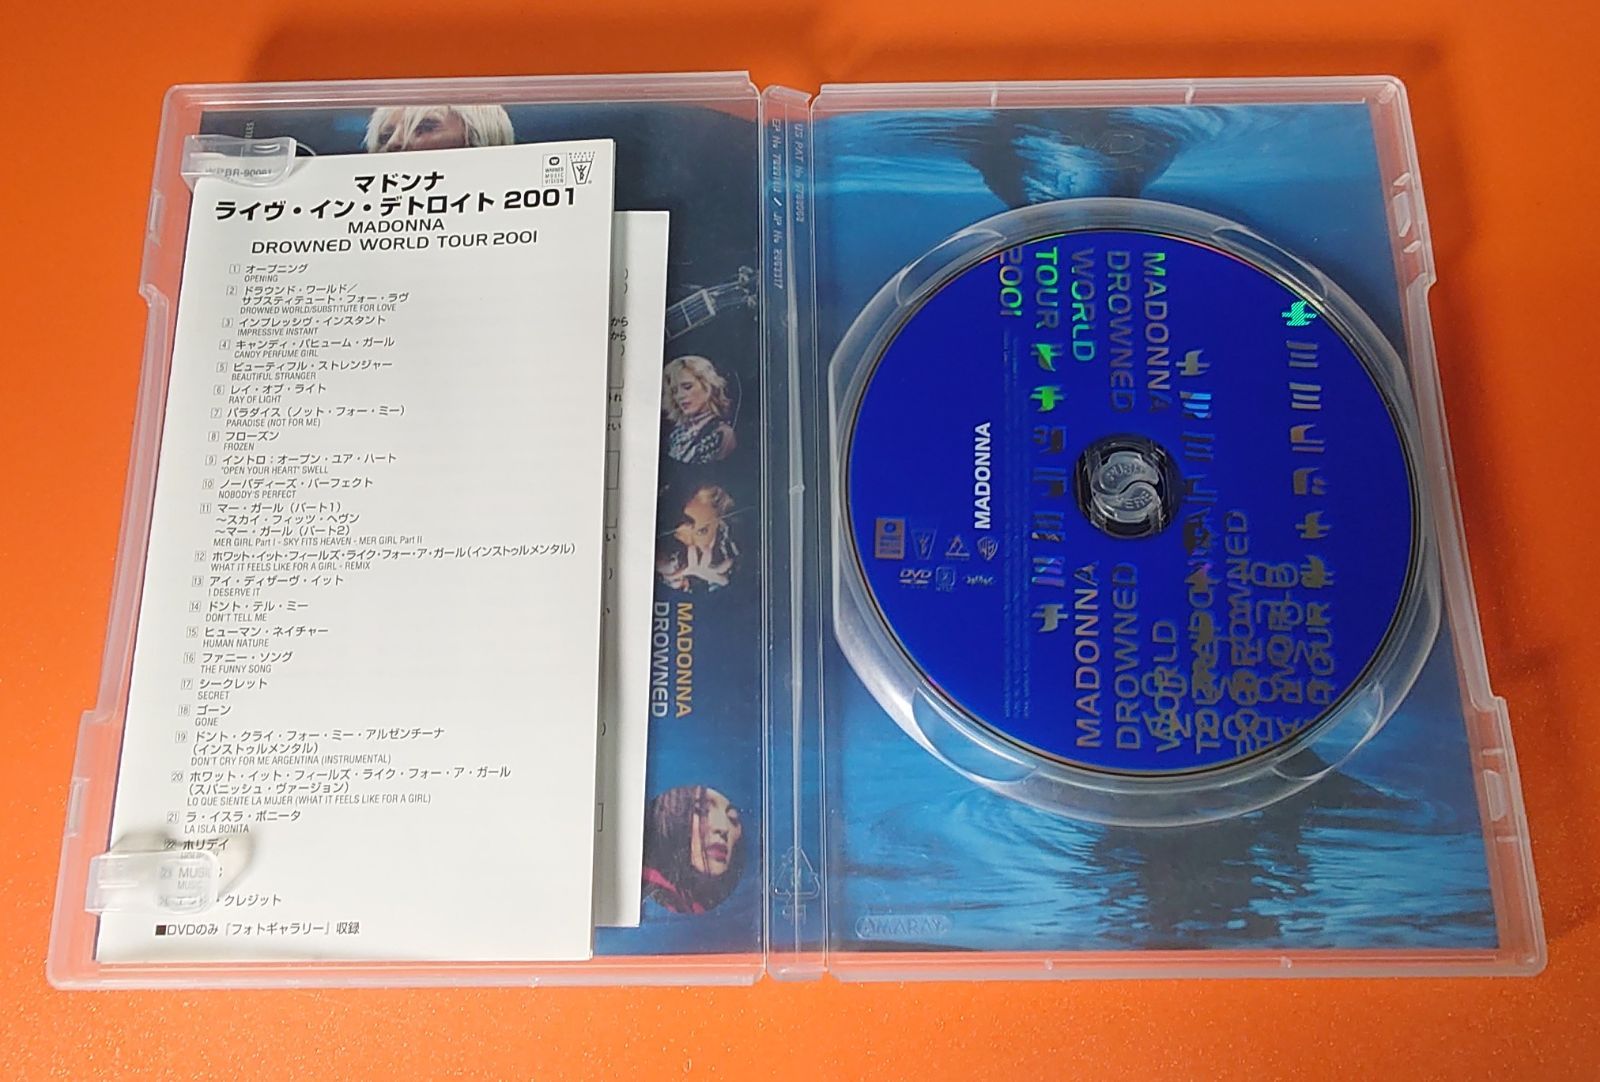 WPBR-90061
WARNER
MUSIC
VISION
マドンナ
ライヴ・イン・デトロイト 2001
MADONNA
DROWNED WORLD TOUR 2001
1 オープニング
OPENING
2 ドラウンド・ワールド／
サブスティテュート・フォー・ラヴ
DROWNED WORLD/SUBSTITUTE FOR LOVE
3 インプレッシヴ・インスタント
IMPRESSIVE INSTANT
4 キャンディ・パヒューム・ガール
CANDY PERFUME GIRL
5 ビューティフル・ストレンジャー
BEAUTIFUL STRANGER
6 レイ・オブ・ライト
RAY OF LIGHT
7 パラダイス（ノット・フォー・ミー）
PARADISE (NOT FOR ME)
8 フローズン
FROZEN
9 イントロ：オープン・ユア・ハート
"OPEN YOUR HEART" SWELL
10 ノーバディーズ・パーフェクト
NOBODY'S PERFECT
11 マー・ガール（パート1）
〜スカイ・フィッツ・ヘヴン
〜マー・ガール（パート2）
MER GIRL Part I - SKY FITS HEAVEN - MER GIRL Part II
12 ホワット・イット・フィールズ・ライク・フォー・ア・ガール（インストゥルメンタル）
WHAT IT FEELS LIKE FOR A GIRL - REMIX
13 アイ・ディザーヴ・イット
I DESERVE IT
14 ドント・テル・ミー
DON'T TELL ME
15 ヒューマン・ネイチャー
HUMAN NATURE
16 ファニー・ソング
THE FUNNY SONG
17 シークレット
SECRET
18 ゴーン
GONE
19 ドント・クライ・フォー・ミー・アルゼンチーナ
（インストゥルメンタル）
DON'T CRY FOR ME ARGENTINA (INSTRUMENTAL)
20 ホワット・イット・フィールズ・ライク・フォー・ア・ガール
（スパニッシュ・ヴァージョン）
LO QUE SIENTE LA MUJER (WHAT IT FEELS LIKE FOR A GIRL)
21 ラ・イスラ・ボニータ
LA ISLA BONITA
22 ホリデイ
23 MUSIC
MUSIC
クレジット
■DVDのみ「フォトギャラリー」収録
から
から
MADONNA
DROWNED
US PAT No 5788068
AMARAY
MADONNA
DROWNED
WORLD
TOUR
2001
MADONNA
DVD
MADONNA
DROWNED
WORLD
DROWNED